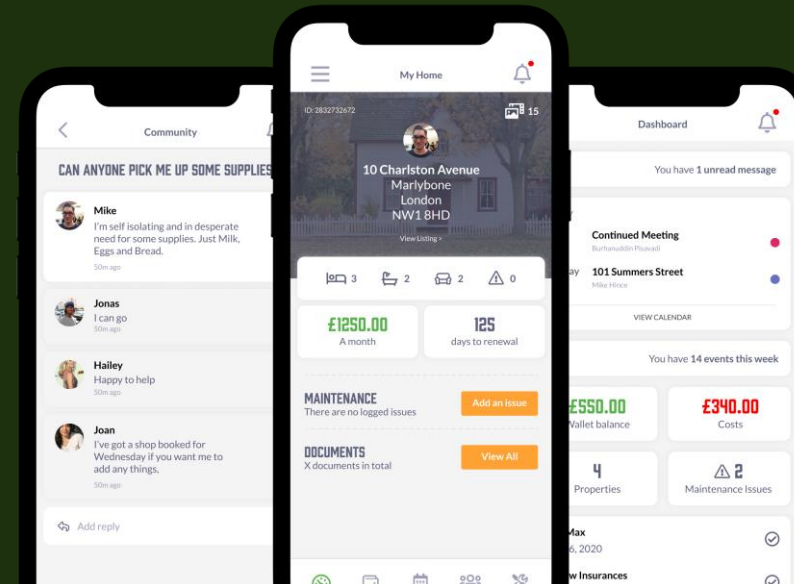 Community
CAN ANYONE PICK ME UP SOME SUPPLIES
Mike
I'm self isolating and in desperate
need for some supplies. Just Milk,
Eggs and Bread.
50m ago
Jonas
I can go
50m ago
Hailey
Happy to help
50m ago
Joan
I've got a shop booked for
Wednesday if you want me to
add any things,
50m ago
Add reply
My Home
ID: 2832732672
15
10 Charlston Avenue
Marlybone
London
NW1 8HD
View Listing >
3 2 2 0
£1250.00
A month
125
days to renewal
MAINTENANCE
There are no logged issues
Add an issue
DOCUMENTS
X documents in total
View All
Dashboard
You have 1 unread message
Continued Meeting
Burhanuddin Pisavadi
101 Summers Street
Mike Hince
VIEW CALENDAR
You have 14 events this week
£550.00
Wallet balance
£340.00
Costs
4
Properties
2
Maintenance Issues
Max
6, 2020
w Insurances